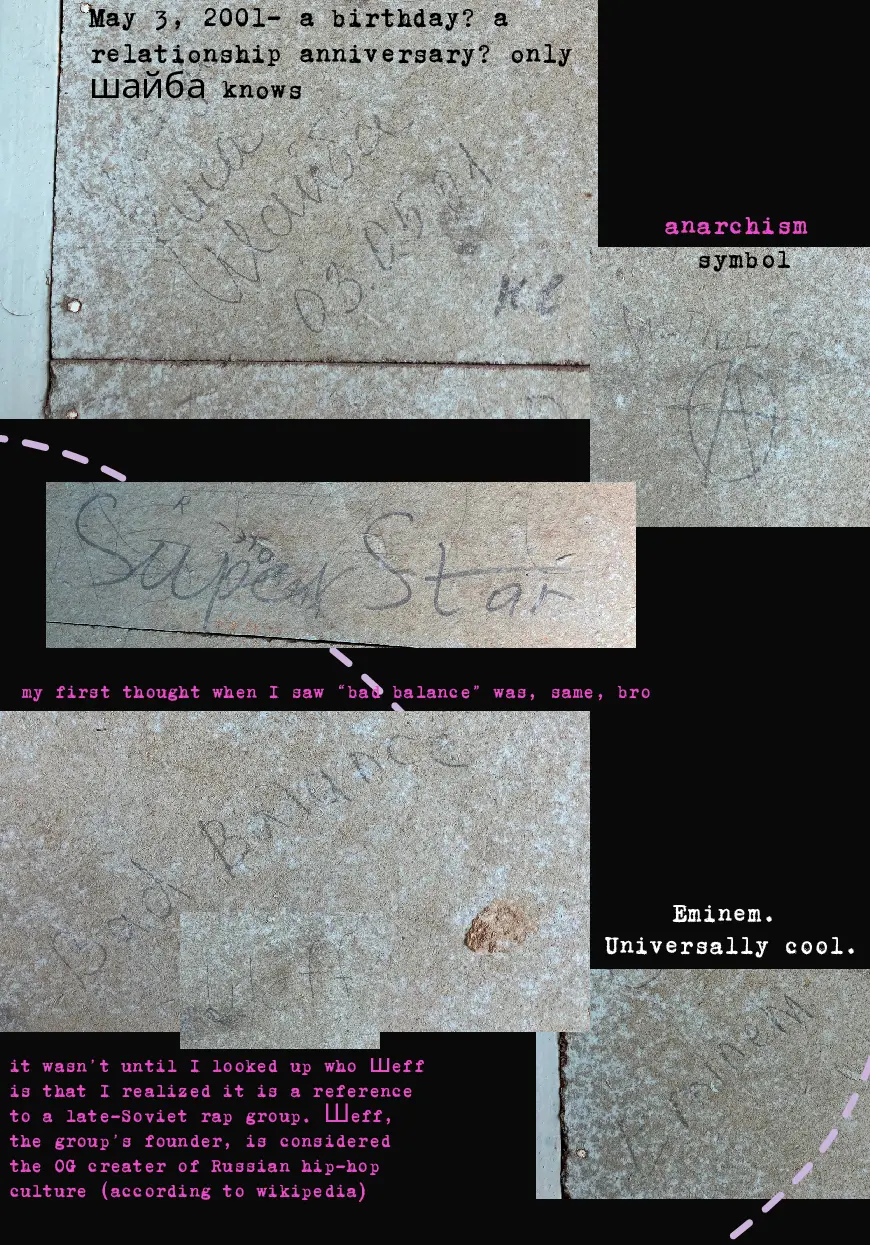 May 3, 2001- a birthday? a
relationship anniversary? only
шайба knows
Шайба
03.05.01
anarchism
symbol
Super Star
my first thought when I saw “bad balance” was, same, bro
Bad Balance
Eminem.
Universally cool.
Eminem
it wasn't until I looked up who Шeff
is that I realized it is a reference
to a late-Soviet rap group. Шeff,
the group's founder, is considered
the OG creater of Russian hip-hop
culture (according to wikipedia)